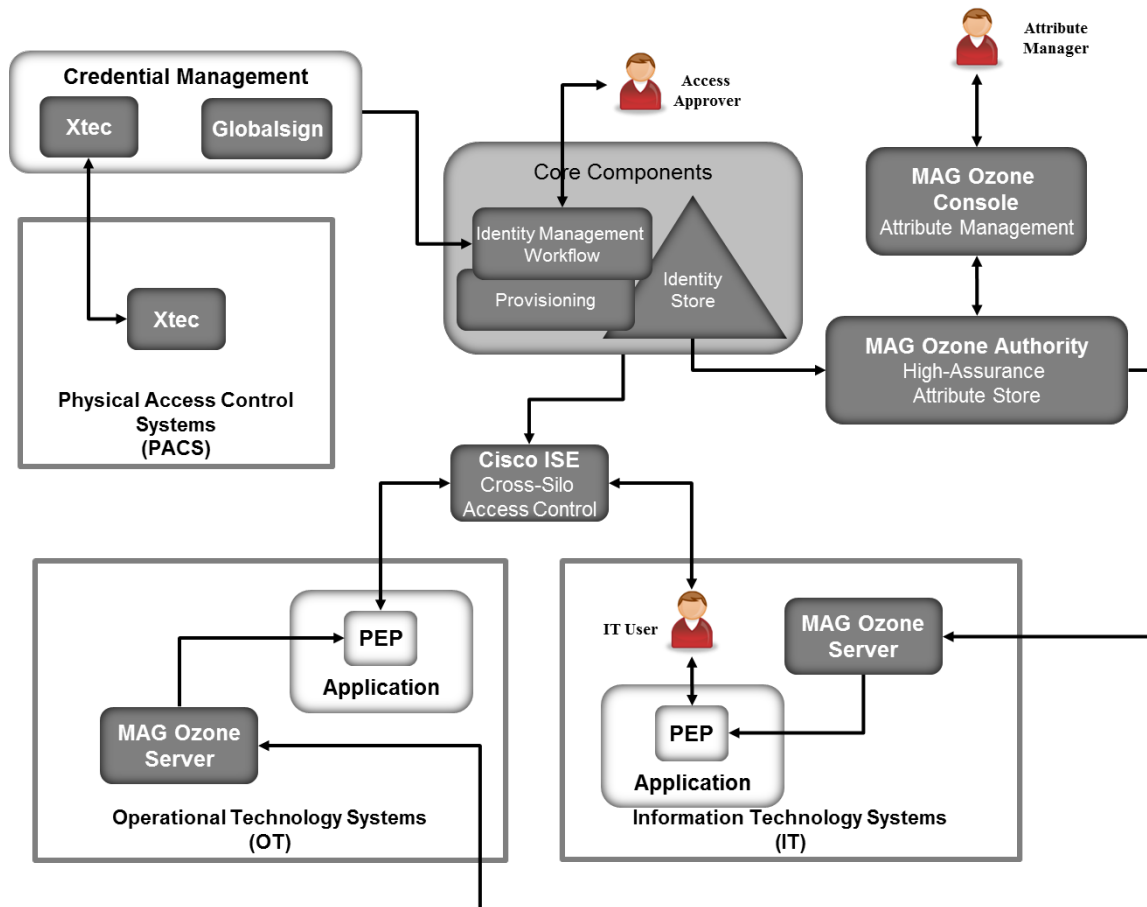 Attribute
Manager
Credential Management
Xtec
Globalsign
Access
Approver
Core Components
MAG Ozone
Console
Attribute Management
Identity Management
Workflow
Provisioning
Identity
Store
Xtec
Physical Access Control
Systems
(PACS)
MAG Ozone Authority
High-Assurance
Attribute Store
Cisco ISE
Cross-Silo
Access Control
PEP
Application
MAG Ozone
Server
Operational Technology Systems
(OT)
IT User
MAG Ozone
Server
PEP
Application
Information Technology Systems
(IT)